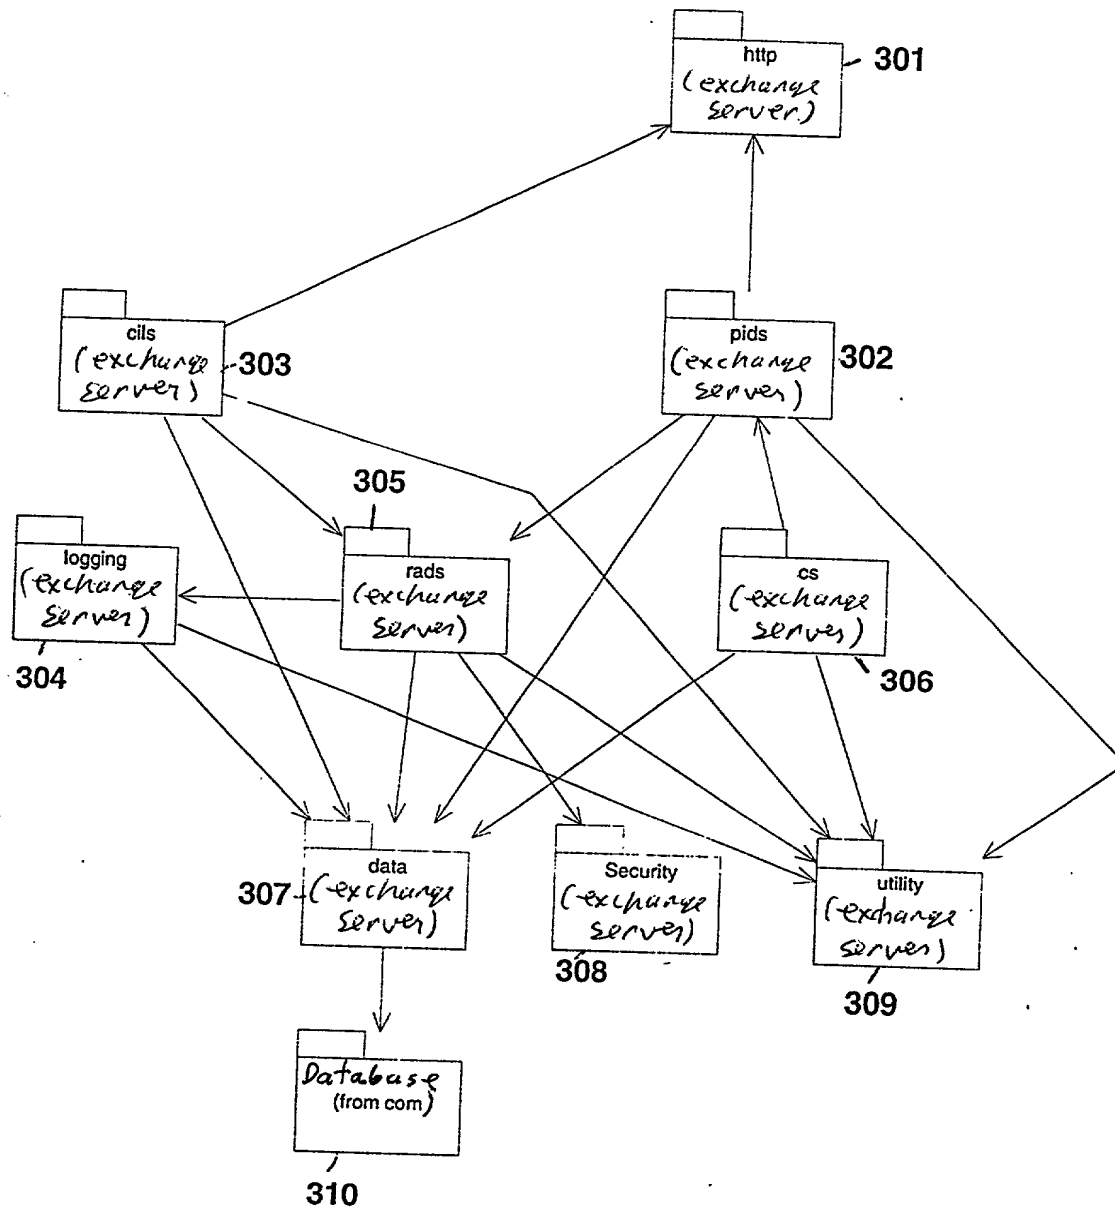 http
(exchange
server)
301
cils
(exchange
server)
303
pids
(exchange
server)
302
305
logging
(exchange
server)
304
rads
(exchange
server)
cs
(exchange
server)
306
data
(exchange
server)
307
Security
(exchange
server)
308
utility
(exchange
server)
309
Database
(from com)
310